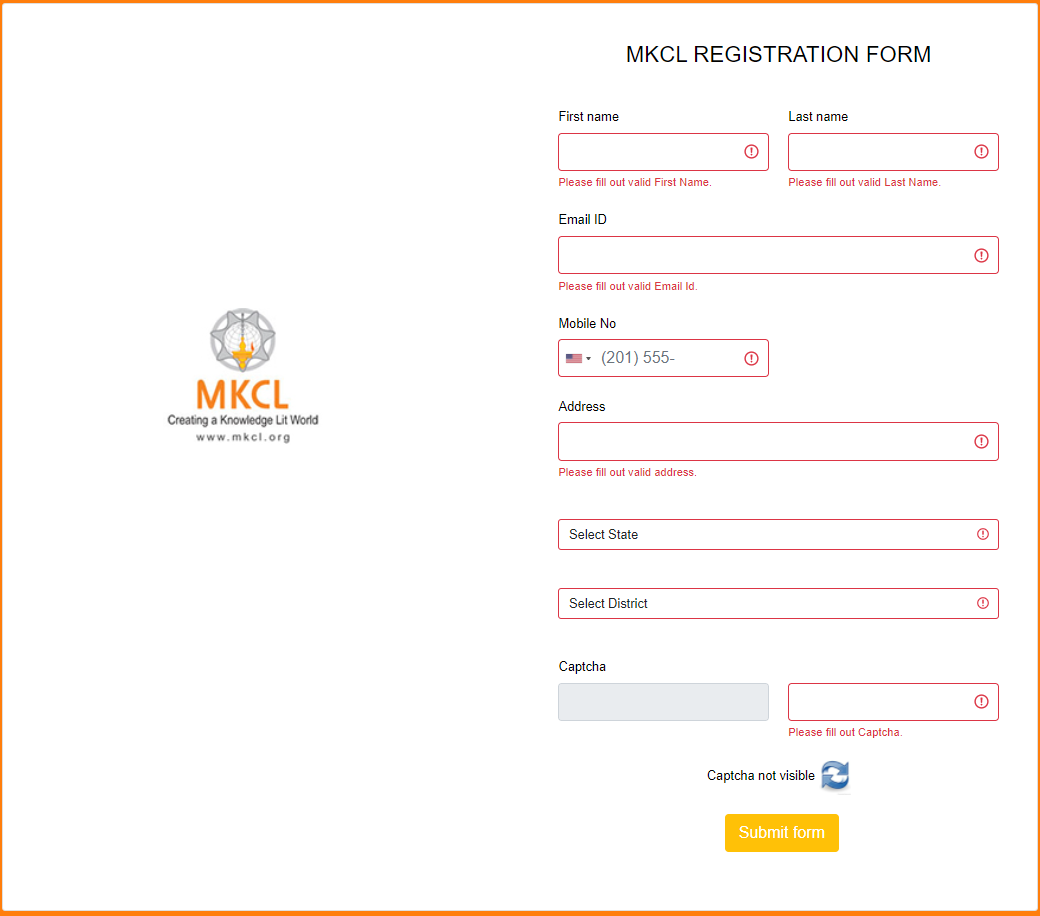 MKCL REGISTRATION FORM
First name
Last name
Please fill out valid First Name.
Please fill out valid Last Name.
Email ID
Please fill out valid Email Id.
Mobile No
(201) 555-
Address
Please fill out valid address.
Select State
Select District
Captcha
Please fill out Captcha.
Captcha not visible
Submit form
MKCL
Creating a Knowledge Lit World
www.mkcl.org